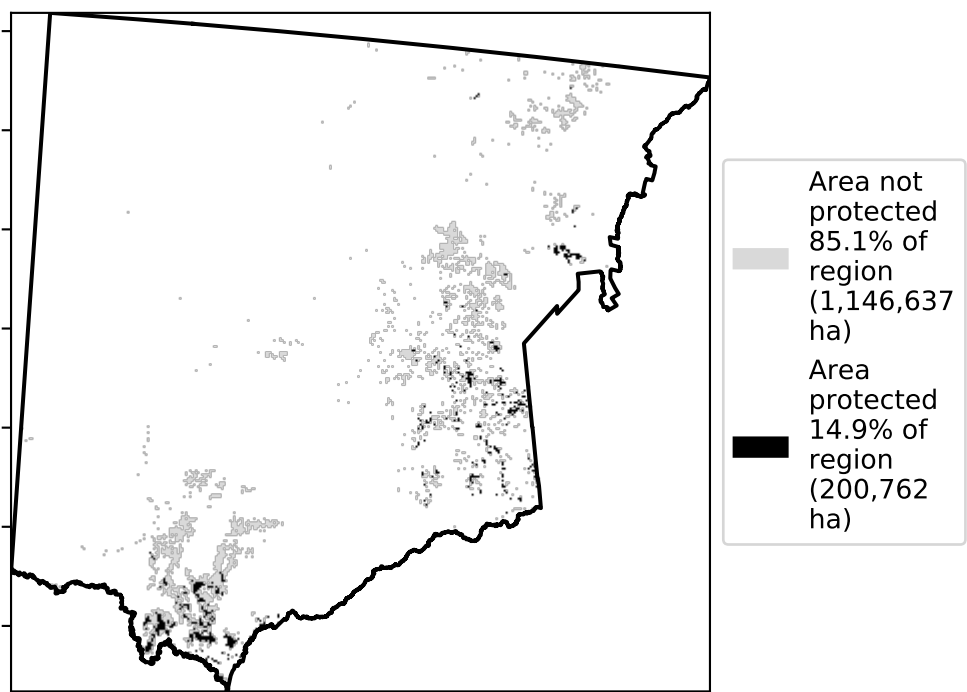 Area not
protected
85.1% of
region
(1,146,637
ha)
Area
protected
14.9% of
region
(200,762
ha)